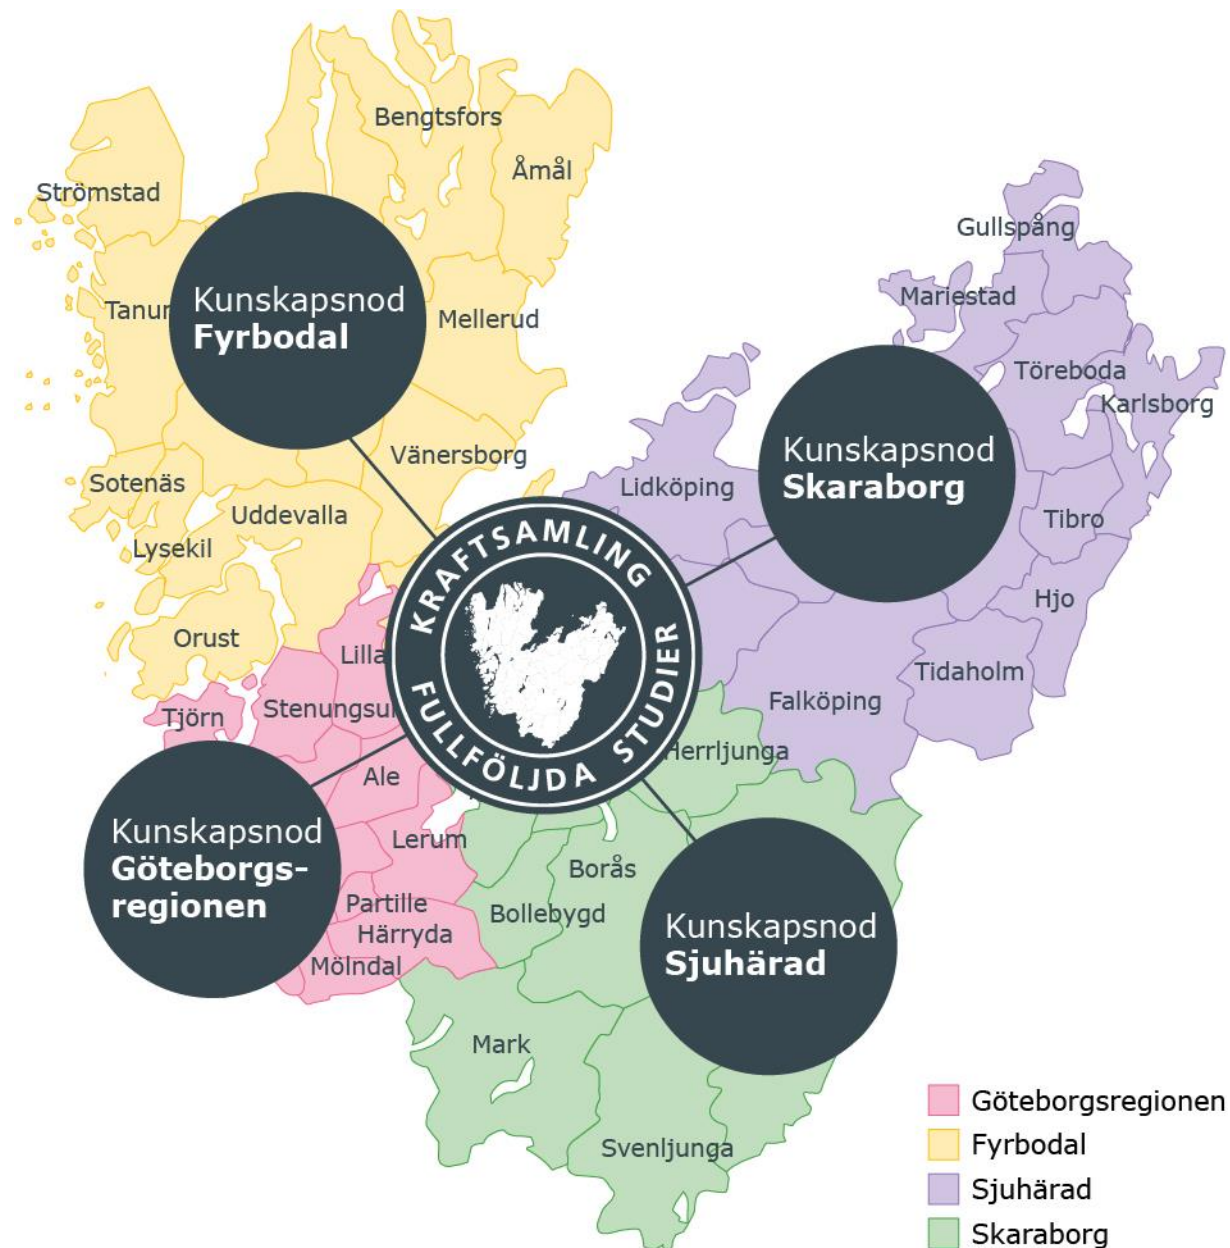 Bengtsfors
Åmål
Strömstad
Gullspång
Kunskapsnod
Fyrbodal
Mariestad
Tanum
Mellerud
Töreboda
Karlsborg
Kunskapsnod
Skaraborg
Vänersborg
Sotenäs
Lidköping
Uddevalla
Tibro
Lysekil
KRAFTSAMLING
FULLFÖLJDA STUDIER
Hjo
Orust
Lilla
Tidaholm
Falköping
Tjörn
Stenungsu
Herrljunga
Ale
Kunskapsnod
Göteborgs-
regionen
Lerum
Borås
Partille
Bollebygd
Härryda
Mölndal
Kunskapsnod
Sjuhärad
Mark
Svenljunga
Göteborgsregionen
Fyrbodal
Sjuhärad
Skaraborg